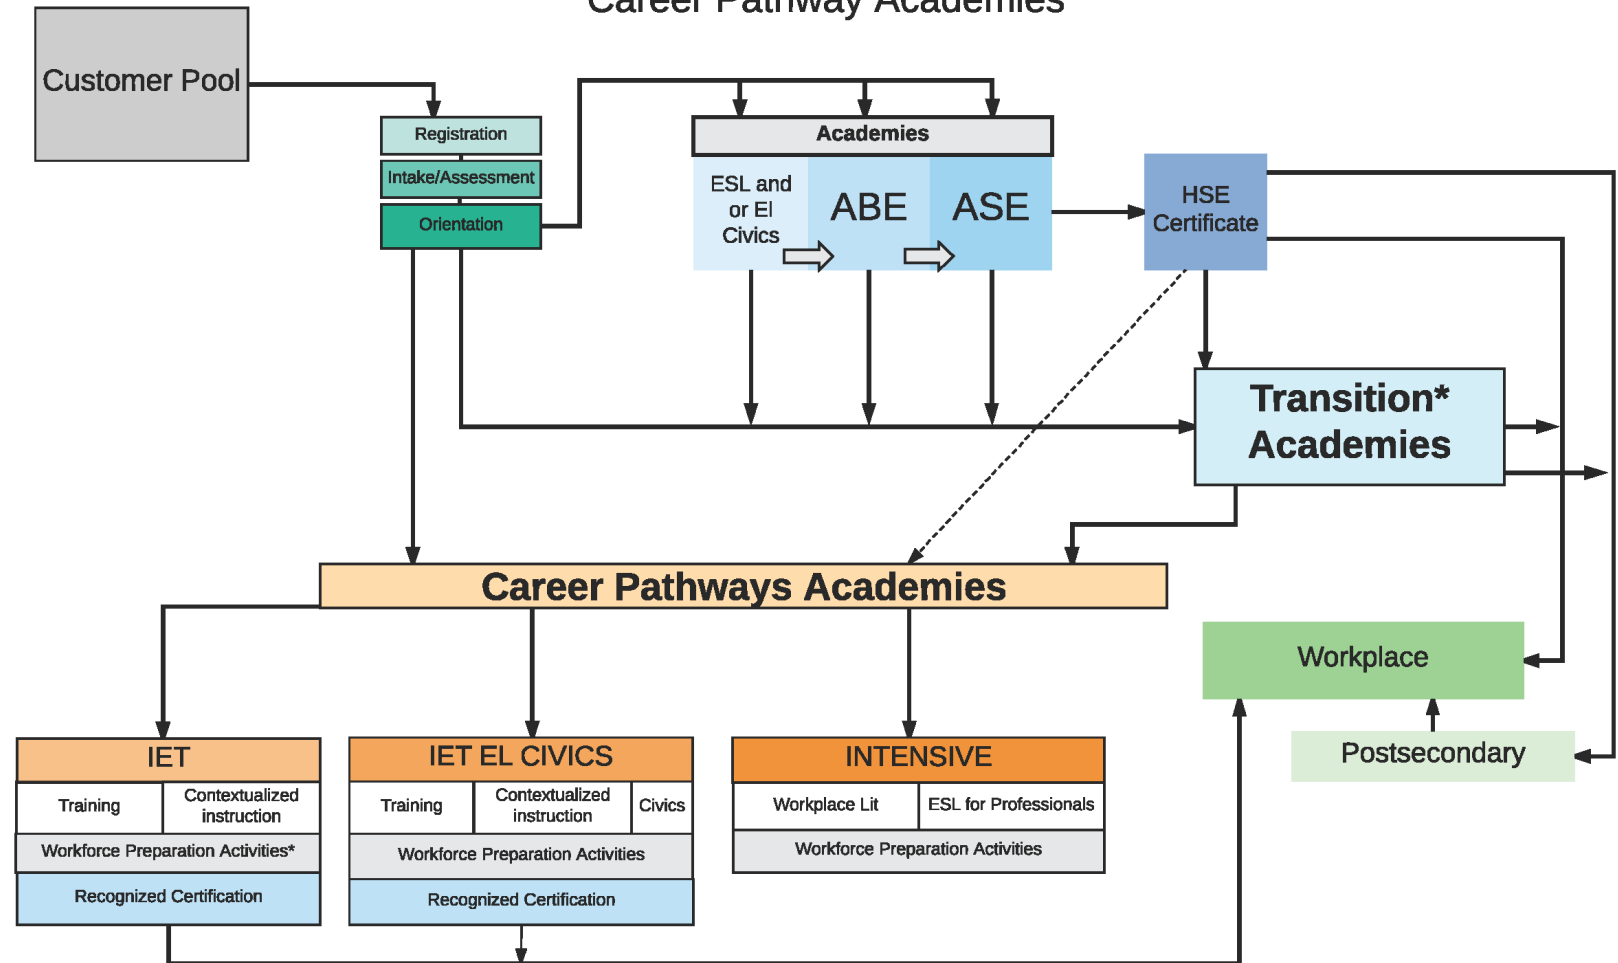 Career Pathway Academies
Customer Pool
Registration
Intake/Assessment
Orientation
Academies
ESL and
or El
Civics
ABE
ASE
HSE
Certificate
Transition*
Academies
Career Pathways Academies
Workplace
Postsecondary
IET
Training
Contextualized
instruction
Workforce Preparation Activities*
Recognized Certification
IET EL CIVICS
Training
Contextualized
instruction
Civics
Workforce Preparation Activities
Recognized Certification
INTENSIVE
Workplace Lit
ESL for Professionals
Workforce Preparation Activities